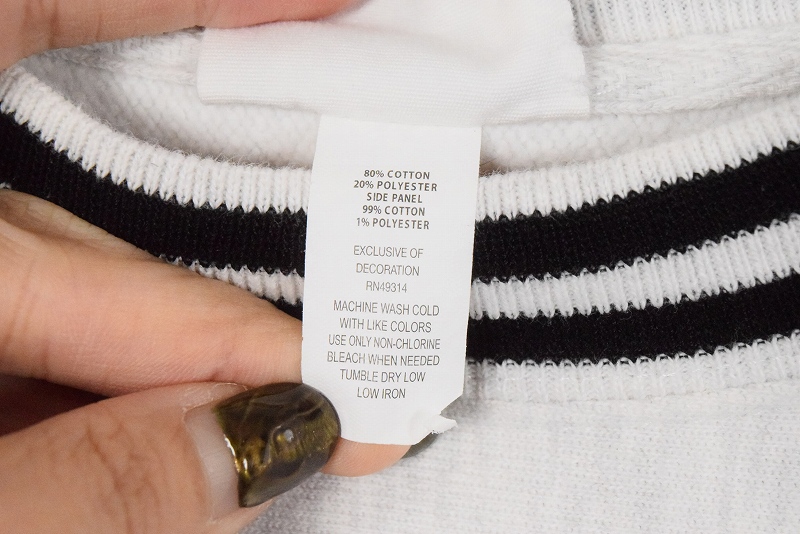 80% COTTON
20% POLYESTER
SIDE PANEL
99% COTTON
1% POLYESTER
EXCLUSIVE OF
DECORATION
RN49314
MACHINE WASH COLD
WITH LIKE COLORS
USE ONLY NON-CHLORINE
BLEACH WHEN NEEDED
TUMBLE DRY LOW
LOW IRON